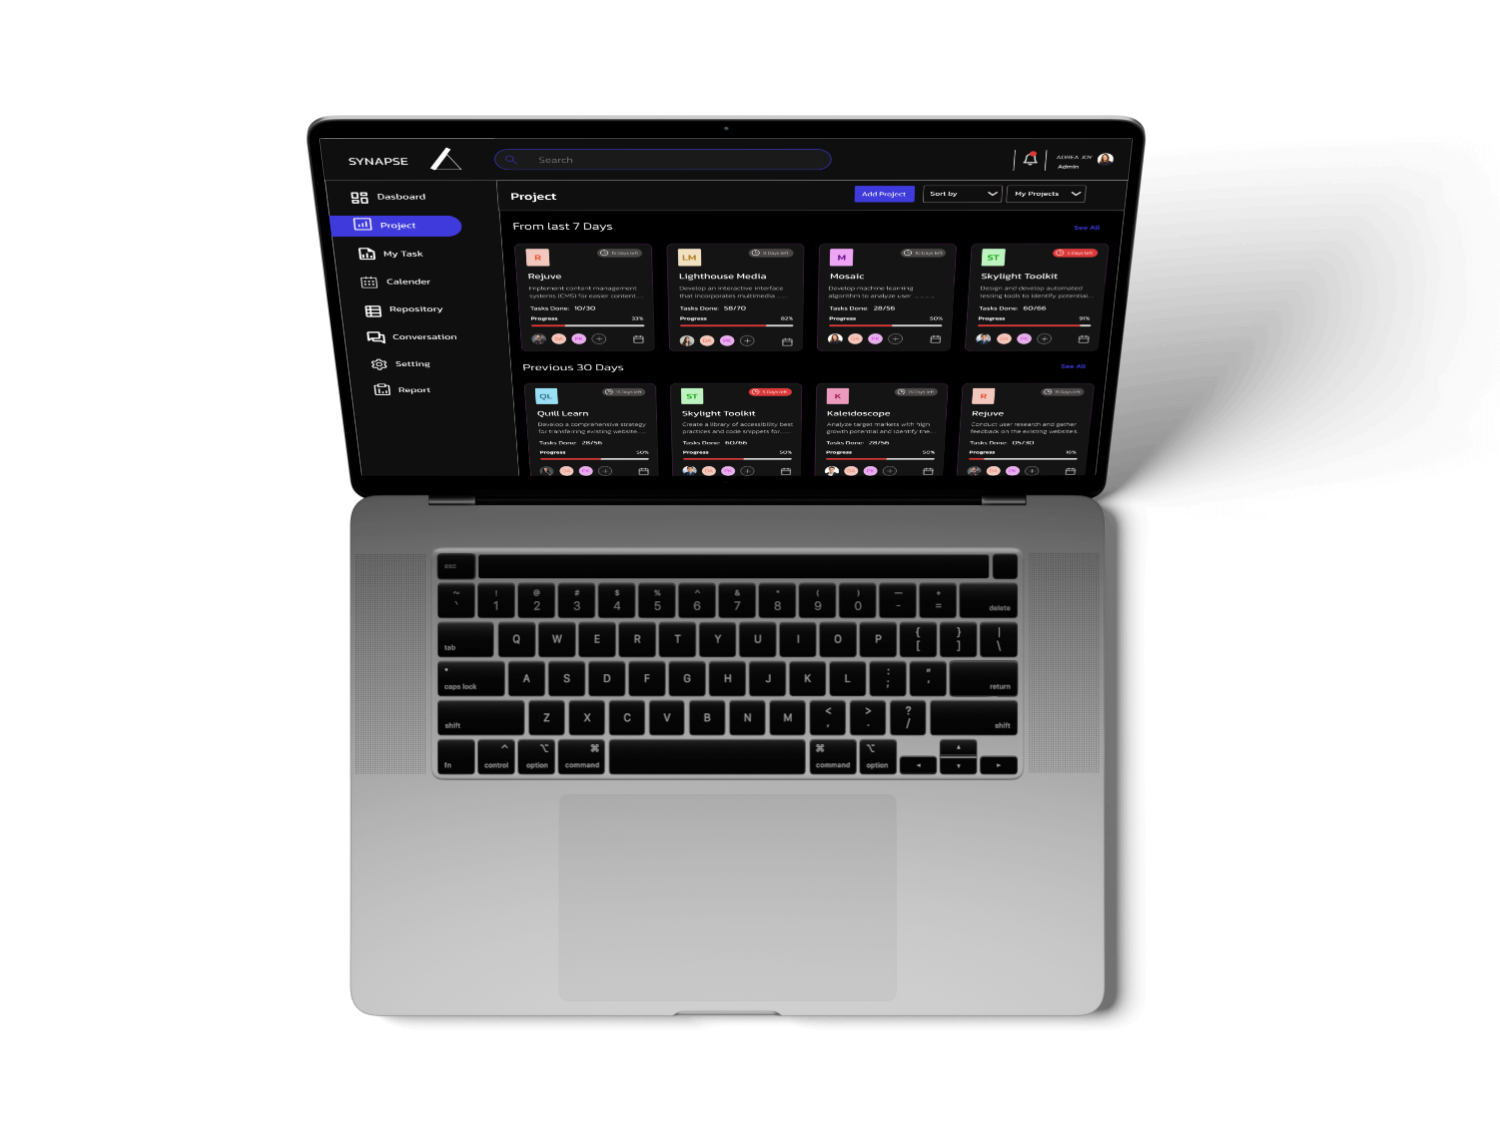 SYNAPSE
Search
ADREA JOY
Admin
Dasboard
Project
My Task
Calender
Repository
Conversation
Setting
Report
Project
Add Project
Sort by
My Projects
From last 7 Days
See All
R
Rejuve
Implement content management
systems (CMS) for easier content...
Tasks Done: 10/30
Progress 33%
LM
Lighthouse Media
Develop an interactive interface
that incorporates multimedia ....
Tasks Done: 58/70
Progress 82%
M
Mosaic
Develop machine learning
algorithm to analyze user ....
Tasks Done: 28/56
Progress 50%
ST
Skylight Toolkit
Design and develop automated
testing tools to identify potential...
Tasks Done: 60/66
Progress 91%
Previous 30 Days
See All
QL
Quill Learn
Develop a comprehensive strategy
for transferring existing website....
Tasks Done: 28/56
Progress 50%
ST
Skylight Toolkit
Create a library of accessibility best
practices and code snippets for.....
Tasks Done: 60/66
Progress 50%
K
Kaleidoscope
Analyze target markets with high
growth potential and identify the...
Tasks Done: 28/56
Progress 50%
R
Rejuve
Conduct user research and gather
feedback on the existing websites.
Tasks Done: 05/30
Progress 16%
esc
~ ! @ # $ % ^ & * ( ) — +
` 1 2 3 4 5 6 7 8 9 0 - = delete
tab Q W E R T Y U I O P { [ } ] | \
caps lock A S D F G H J K L : ; " ' return
shift Z X C V B N M < , > . ? / shift
fn control option command command option